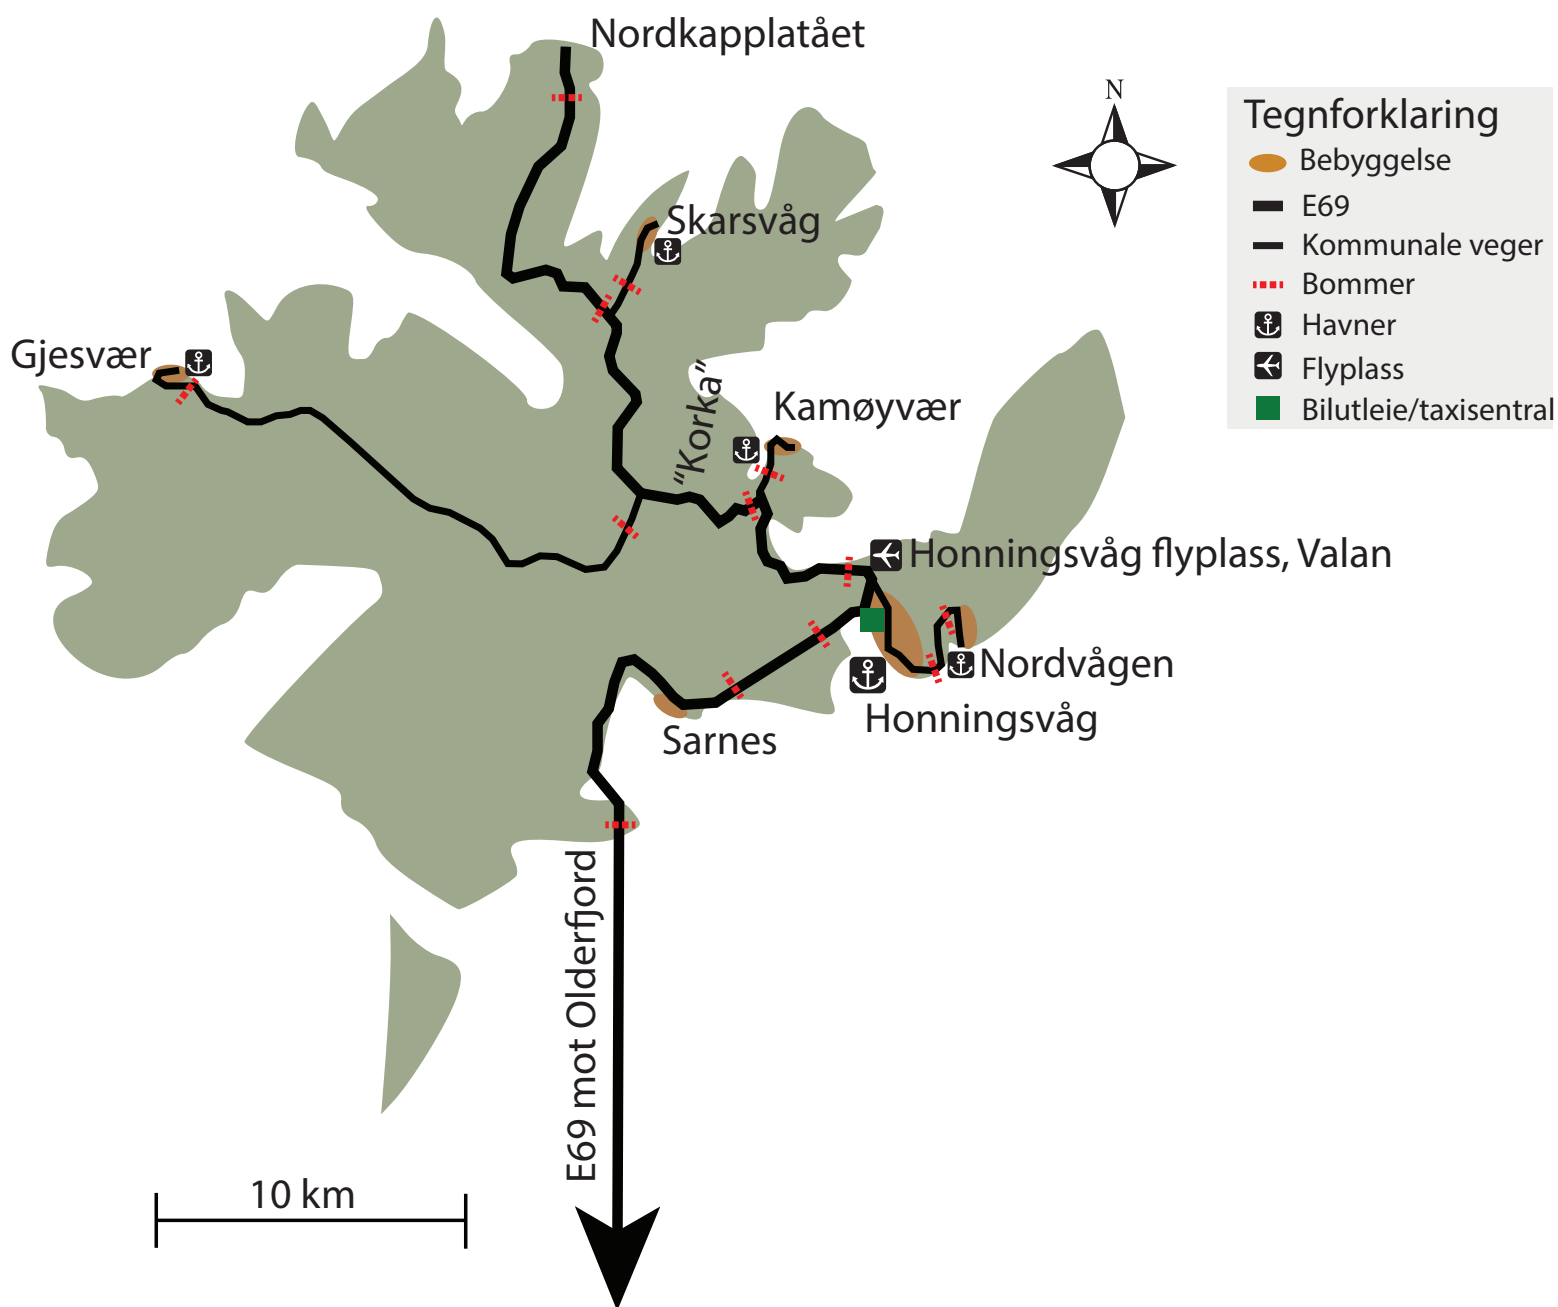 Nordkapplatået
N
Tegnforklaring
Bebyggelse
E69
Kommunale veger
Bommer
Havner
Flyplass
Bilutleie/taxisentral
Skarsvåg
Gjesvær
"Korka"
Kamøyvær
Honningsvåg flyplass, Valan
Nordvågen
Honningsvåg
Sarnes
E69 mot Olderfjord
10 km